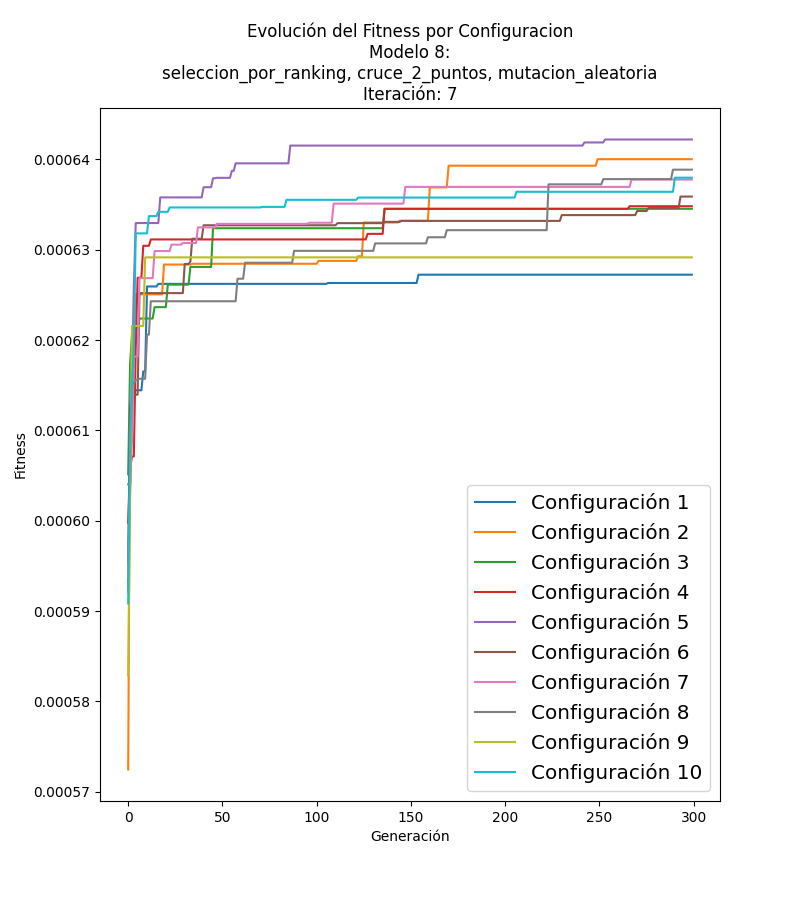 Evolución del Fitness por Configuracion
Modelo 8:
seleccion_por_ranking, cruce_2_puntos, mutacion_aleatoria
Iteración: 7
0.00064
0.00063
0.00062
0.00061
0.00060
0.00059
0.00058
0.00057
Fitness
0
50
100
150
200
250
300
Generación
Configuración 1
Configuración 2
Configuración 3
Configuración 4
Configuración 5
Configuración 6
Configuración 7
Configuración 8
Configuración 9
Configuración 10